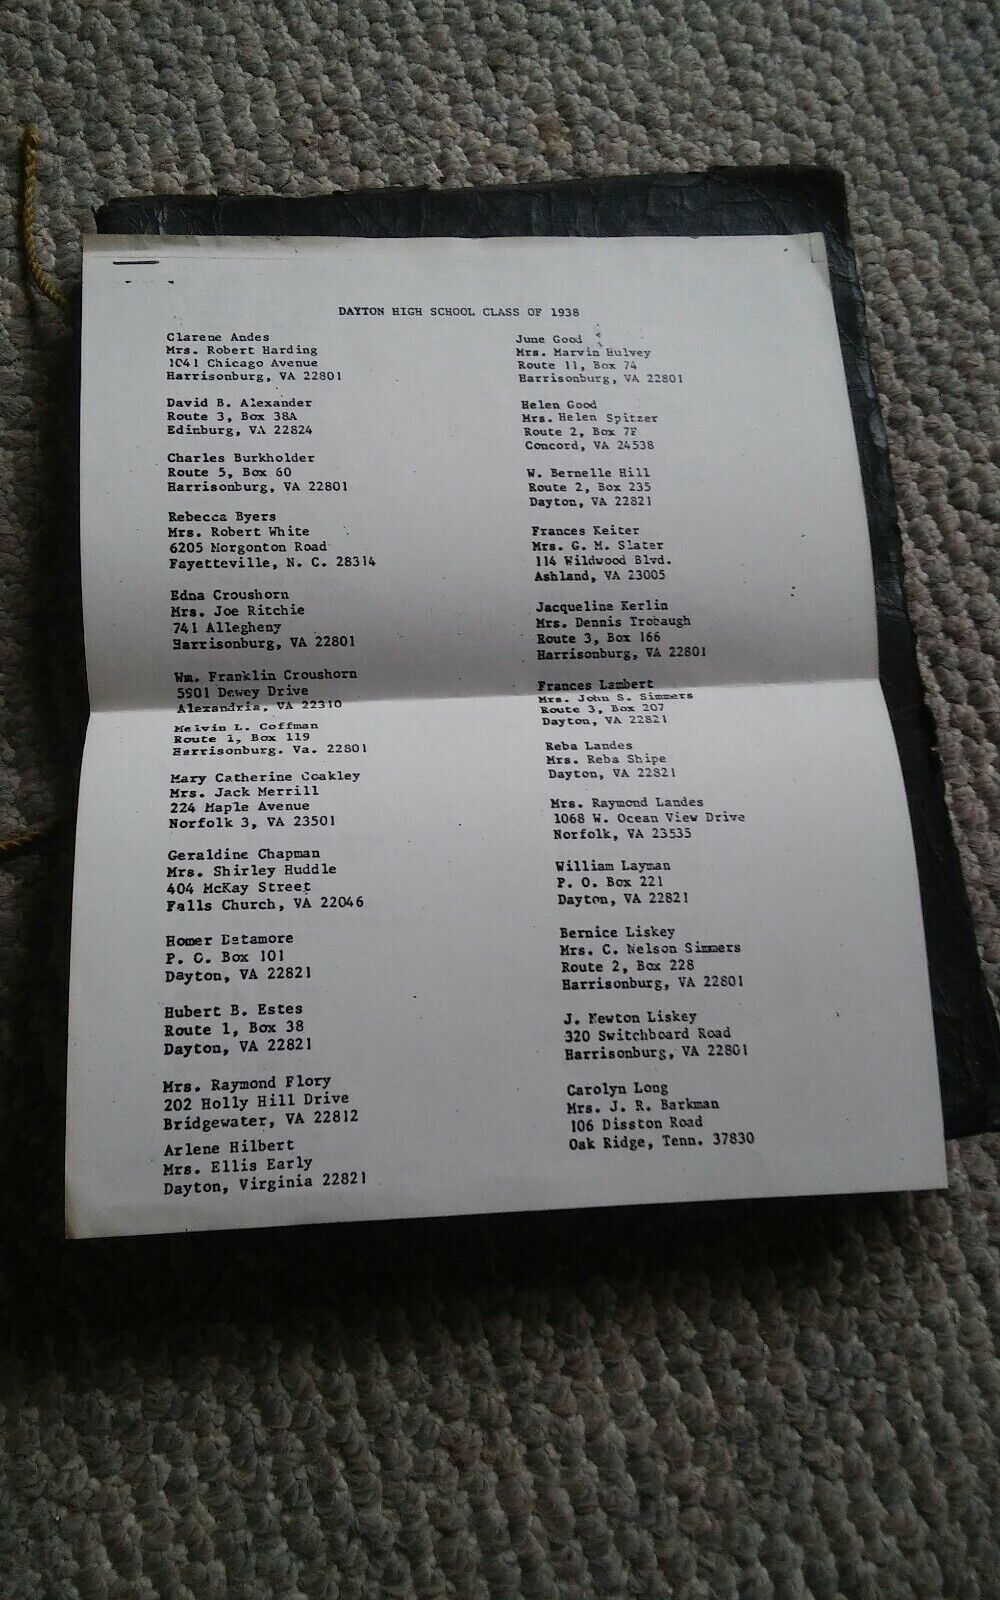 DAYTON HIGH SCHOOL CLASS OF 1938
Clarene Andes
Mrs. Robert Harding
1041 Chicago Avenue
Harrisonburg, VA 22801
David B. Alexander
Route 3, Box 38A
Edinburg, VA 22824
Charles Burkholder
Route 5, Box 60
Harrisonburg, VA 22801
Rebecca Byers
Mrs. Robert White
6205 Morgonton Road
Fayetteville, N. C. 28314
Edna Croushorn
Mrs. Joe Ritchie
741 Allegheny
Harrisonburg, VA 22801
Wm. Franklin Croushorn
5901 Dewey Drive
Alexandria, VA 22310
Melvin L. Coffman
Route 1, Box 119
Harrisonburg. Va. 22801
Mary Catherine Coakley
Mrs. Jack Merrill
224 Maple Avenue
Norfolk 3, VA 23501
Geraldine Chapman
Mrs. Shirley Huddle
404 McKay Street
Falls Church, VA 22046
Homer Detamore
P. O. Box 101
Dayton, VA 22821
Hubert B. Estes
Route 1, Box 38
Dayton, VA 22821
Mrs. Raymond Flory
202 Holly Hill Drive
Bridgewater, VA 22812
Arlene Hilbert
Mrs. Ellis Early
Dayton, Virginia 22821
June Good
Mrs. Marvin Hulvey
Route 11, Box 74
Harrisonburg, VA 22801
Helen Good
Mrs. Helen Spitzer
Route 2, Box 7F
Concord, VA 24538
W. Bernelle Hill
Route 2, Box 235
Dayton, VA 22821
Frances Keiter
Mrs. G. M. Slater
114 Wildwood Blvd.
Ashland, VA 23005
Jacqueline Kerlin
Mrs. Dennis Trobaugh
Route 3, Box 166
Harrisonburg, VA 22801
Frances Lambert
Mrs. John S. Simmers
Route 3, Box 207
Dayton, VA 22821
Reba Landes
Mrs. Reba Shipe
Dayton, VA 22821
Mrs. Raymond Landes
1068 W. Ocean View Drive
Norfolk, VA 23535
William Layman
P. O. Box 221
Dayton, VA 22821
Bernice Liskey
Mrs. C. Nelson Simmers
Route 2, Box 228
Harrisonburg, VA 22801
J. Newton Liskey
320 Switchboard Road
Harrisonburg, VA 22801
Carolyn Long
Mrs. J. R. Barkman
106 Disston Road
Oak Ridge, Tenn. 37830